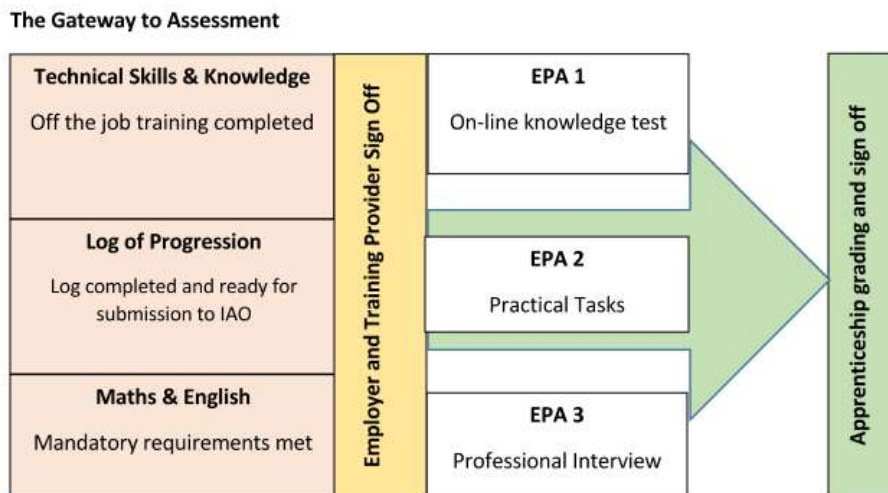 The Gateway to Assessment
Technical Skills & Knowledge
Off the job training completed
Log of Progression
Log completed and ready for
submission to IAO
Maths & English
Mandatory requirements met
Employer and Training Provider Sign Off
EPA 1
On-line knowledge test
EPA 2
Practical Tasks
EPA 3
Professional Interview
Apprenticeship grading and sign off